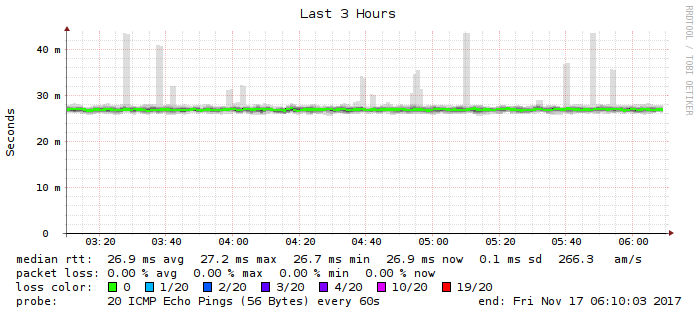 Last 3 Hours
RRDTOOL / TOBI OETIKER
Seconds
40 m
30 m
20 m
10 m
0
03:20 03:40 04:00 04:20 04:40 05:00 05:20 05:40 06:00
median rtt: 26.9 ms avg 27.2 ms max 26.7 ms min 26.9 ms now 0.1 ms sd 266.3 am/s
packet loss: 0.00 % avg 0.00 % max 0.00 % min 0.00 % now
loss color: 0 1/20 2/20 3/20 4/20 10/20 19/20
probe: 20 ICMP Echo Pings (56 Bytes) every 60s end: Fri Nov 17 06:10:03 2017